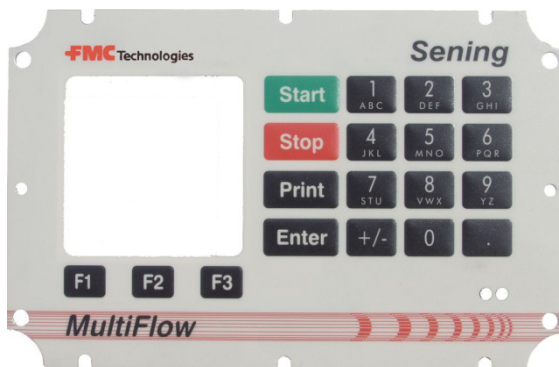 FMC Technologies
Sening
Start
1
ABC
2
DEF
3
GHI
Stop
4
JKL
5
MNO
6
PQR
Print
7
STU
8
VWX
9
YZ
Enter
+/-
0
.
F1
F2
F3
MultiFlow